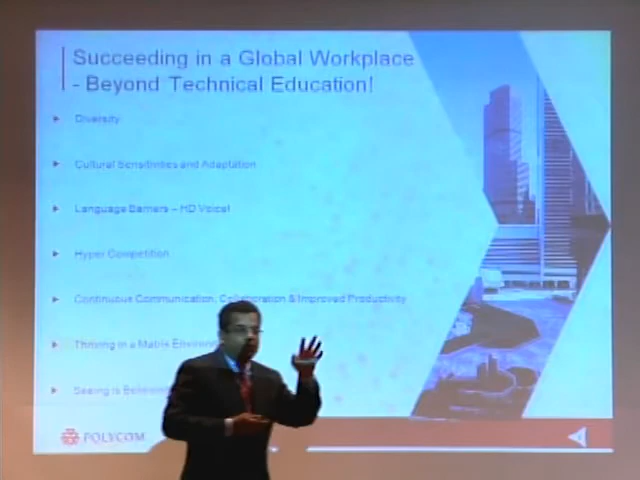 Succeeding in a Global Workplace
- Beyond Technical Education!
Diversity
Cultural Sensitivities and Adaptation
Language Barriers – HD Voice!
Hyper Competition
Continuous Communication, Collaboration & Improved Productivity
Thriving in a Matrix
Seeing is
POLYCOM